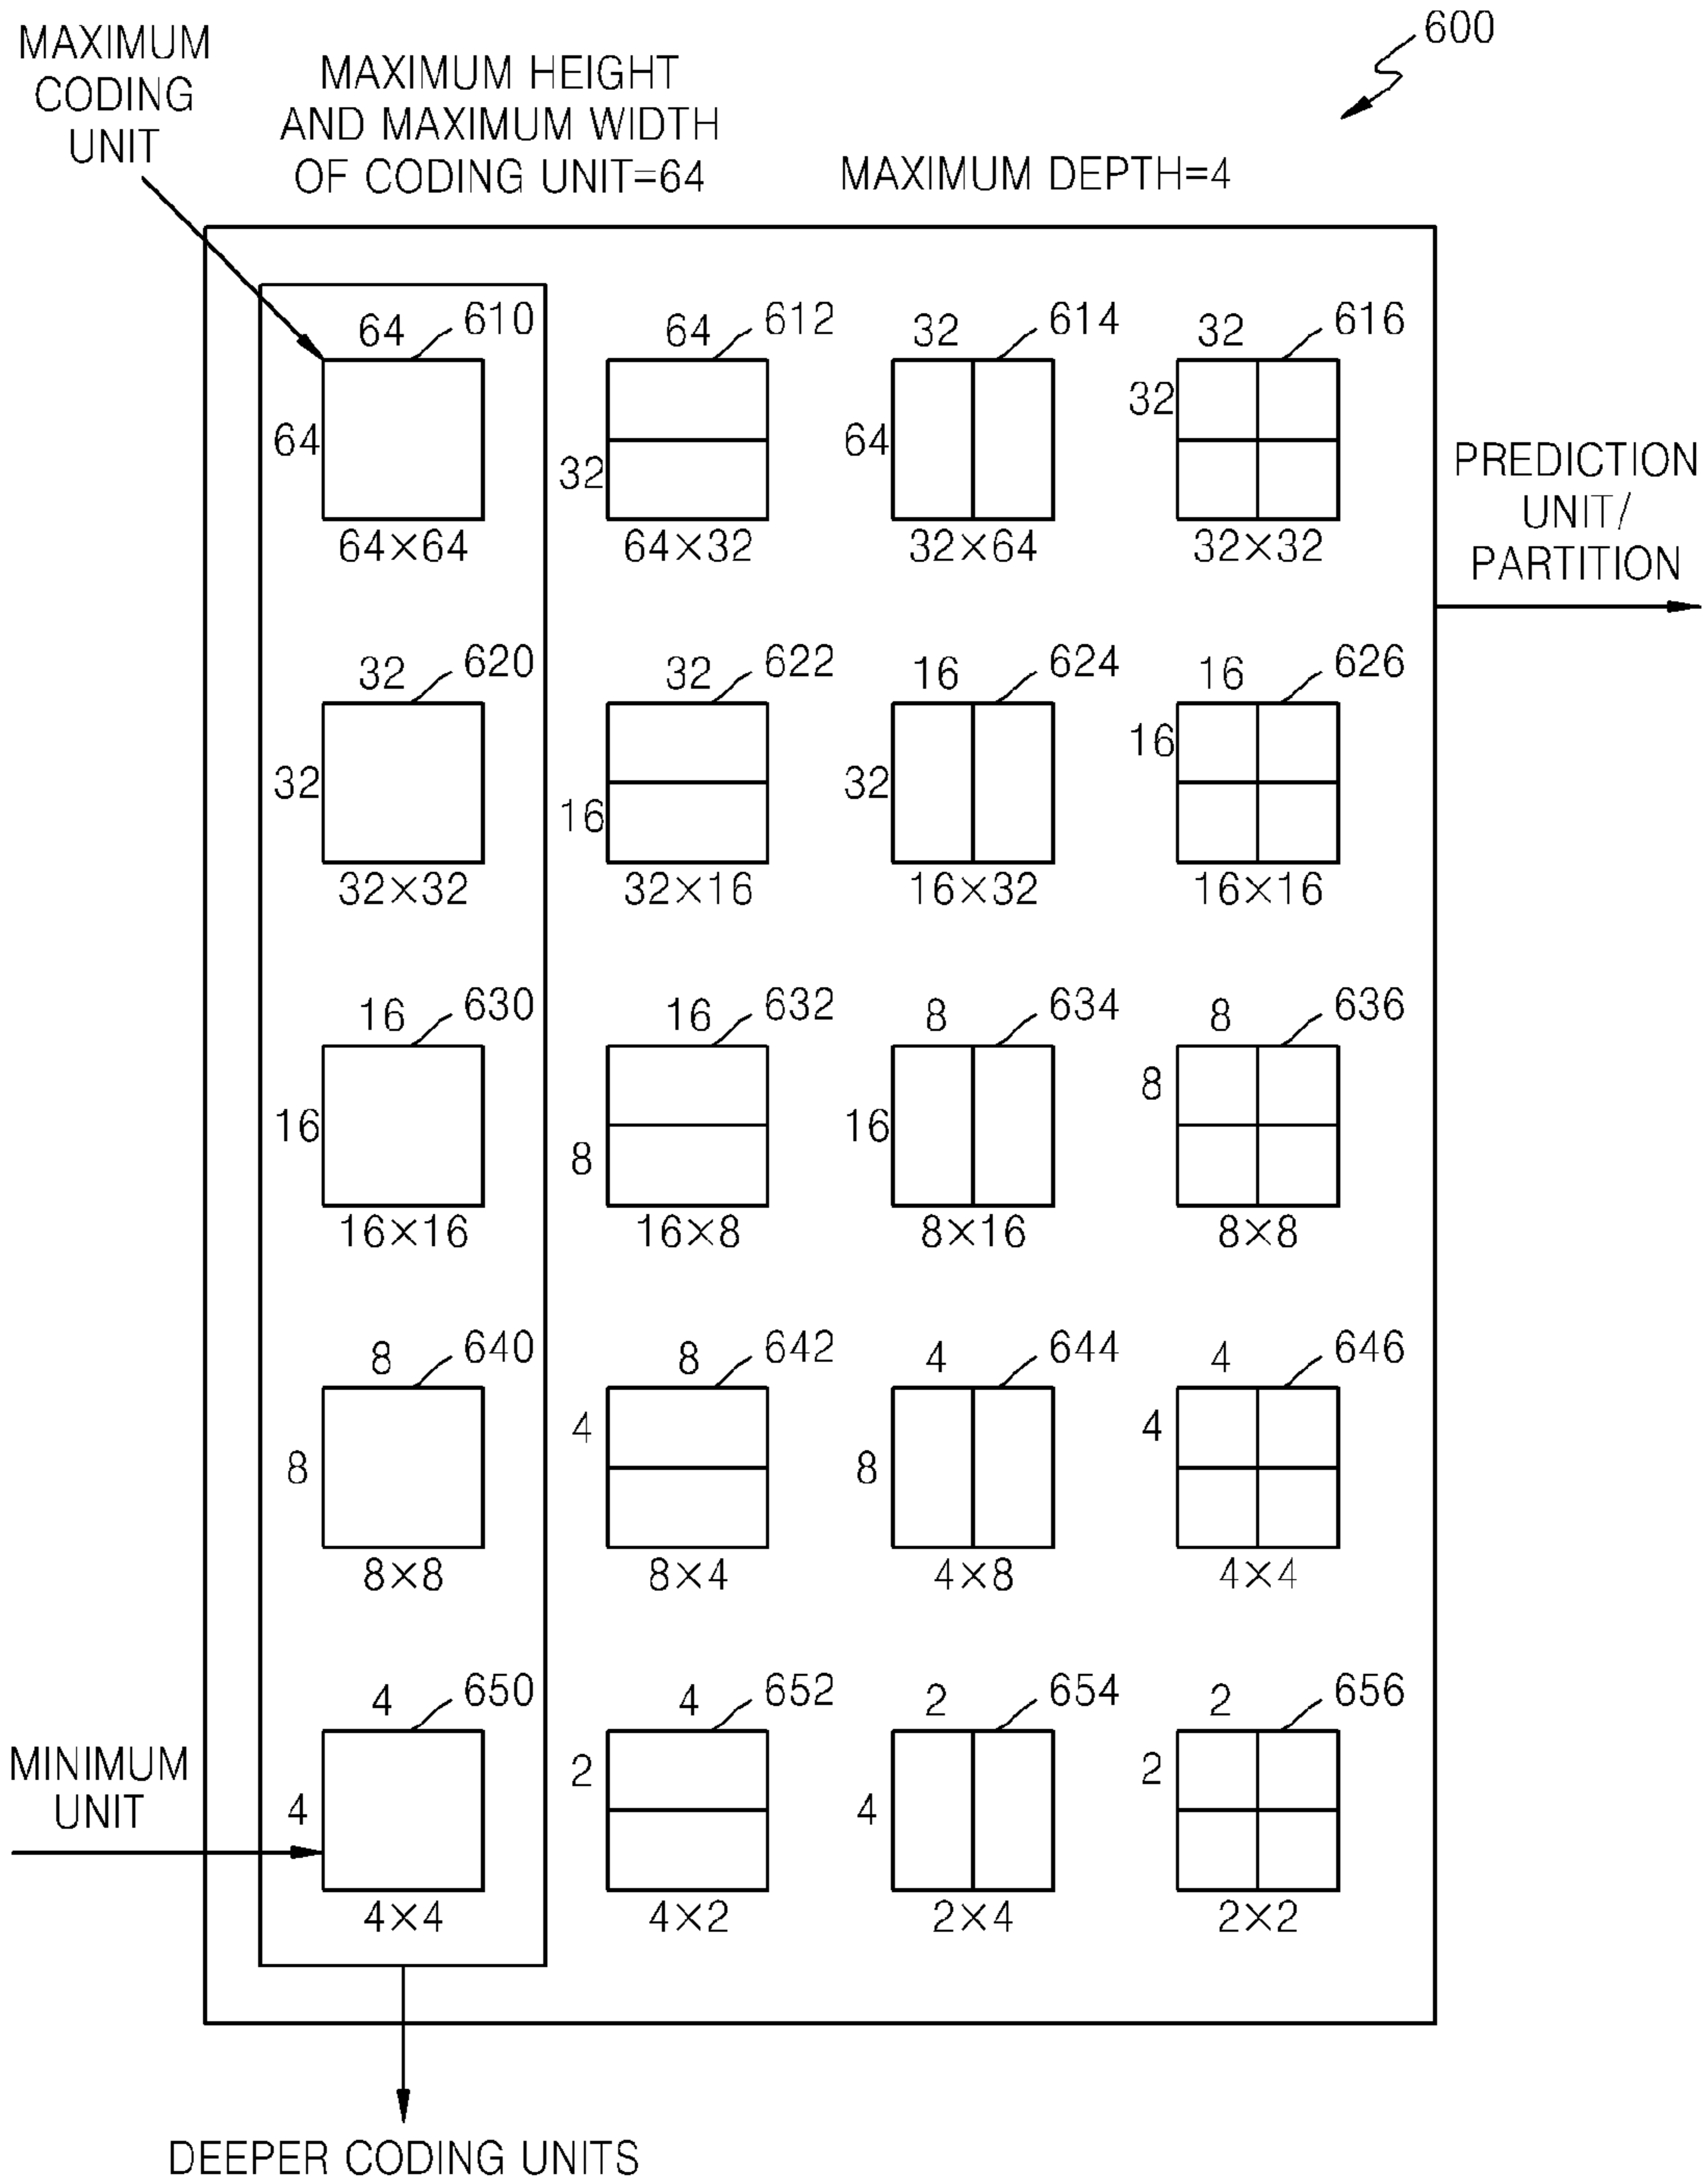 600
MAXIMUM
CODING
UNIT
MAXIMUM HEIGHT
AND MAXIMUM WIDTH
OF CODING UNIT=64
MAXIMUM DEPTH=4
64 610 64 612 32 614 32 616
64 32 64 32
64×64 64×32 32×64 32×32
PREDICTION
UNIT/
PARTITION
32 620 32 622 16 624 16 626
32 16 32 16
32×32 32×16 16×32 16×16
16 630 16 632 8 634 8 636
16 8 16 8
16×16 16×8 8×16 8×8
8 640 8 642 4 644 4 646
8 4 8 4
8×8 8×4 4×8 4×4
4 650 4 652 2 654 2 656
4 2 4 2
4×4 4×2 2×4 2×2
MINIMUM
UNIT
DEEPER CODING UNITS